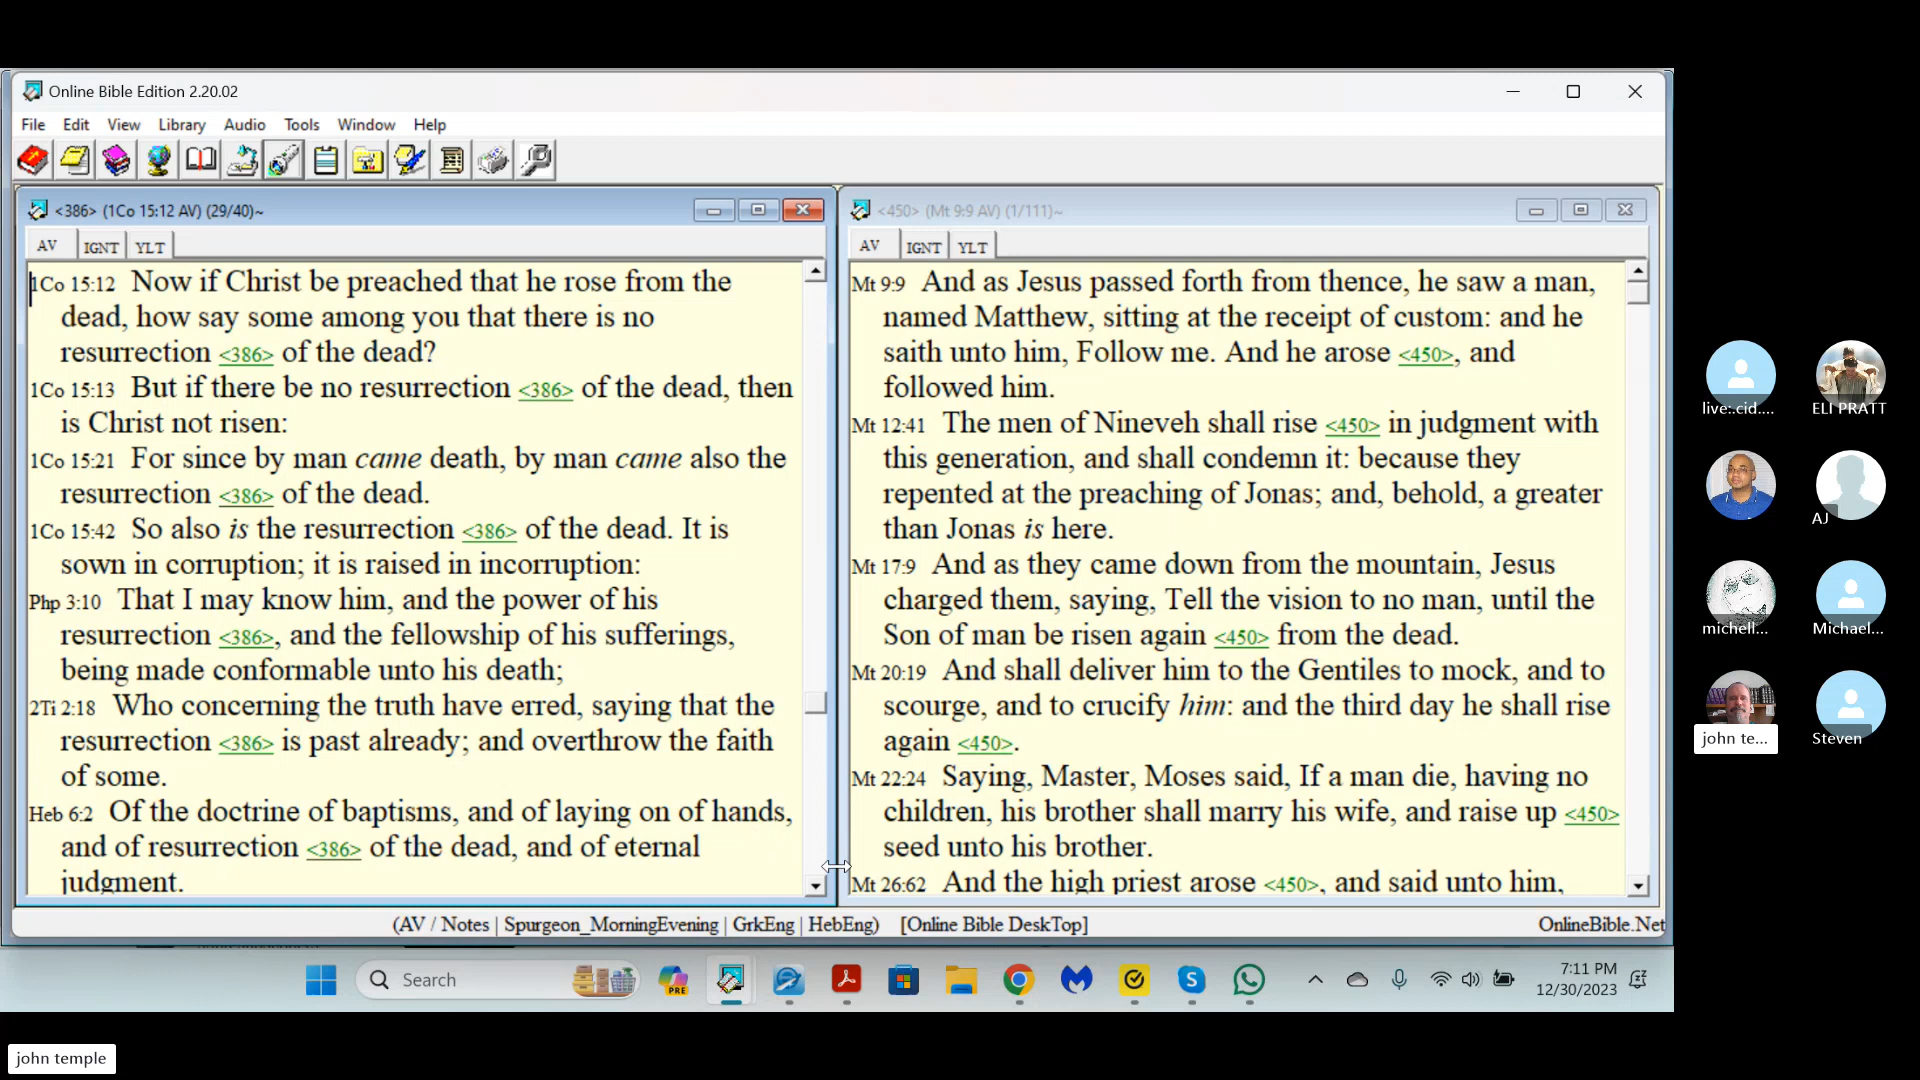 Online Bible Edition 2.20.02
File Edit View Library Audio Tools Window Help
<386> (1Co 15:12 AV) (29/40)~
AV IGNT YLT
1Co 15:12 Now if Christ be preached that he rose from the
dead, how say some among you that there is no
resurrection <386> of the dead?
1Co 15:13 But if there be no resurrection <386> of the dead, then
is Christ not risen:
1Co 15:21 For since by man came death, by man came also the
resurrection <386> of the dead.
1Co 15:42 So also is the resurrection <386> of the dead. It is
sown in corruption; it is raised in incorruption:
Php 3:10 That I may know him, and the power of his
resurrection <386>, and the fellowship of his sufferings,
being made conformable unto his death;
2Ti 2:18 Who concerning the truth have erred, saying that the
resurrection <386> is past already; and overthrow the faith
of some.
Heb 6:2 Of the doctrine of baptisms, and of laying on of hands,
and of resurrection <386> of the dead, and of eternal
judgment.
<450> (Mt 9:9 AV) (1/111)~
AV IGNT YLT
Mt 9:9 And as Jesus passed forth from thence, he saw a man,
named Matthew, sitting at the receipt of custom: and he
saith unto him, Follow me. And he arose <450>, and
followed him.
Mt 12:41 The men of Nineveh shall rise <450> in judgment with
this generation, and shall condemn it: because they
repented at the preaching of Jonas; and, behold, a greater
than Jonas is here.
Mt 17:9 And as they came down from the mountain, Jesus
charged them, saying, Tell the vision to no man, until the
Son of man be risen again <450> from the dead.
Mt 20:19 And shall deliver him to the Gentiles to mock, and to
scourge, and to crucify him: and the third day he shall rise
again <450>.
Mt 22:24 Saying, Master, Moses said, If a man die, having no
children, his brother shall marry his wife, and raise up <450>
seed unto his brother.
Mt 26:62 And the high priest arose <450>, and said unto him,
(AV / Notes | Spurgeon_MorningEvening | GrkEng | HebEng) [Online Bible DeskTop]
OnlineBible.Net
Search
PRE
7:11 PM
12/30/2023
live:.cid....
ELI PRATT
AJ
michell...
Michael...
john te...
Steven
john temple